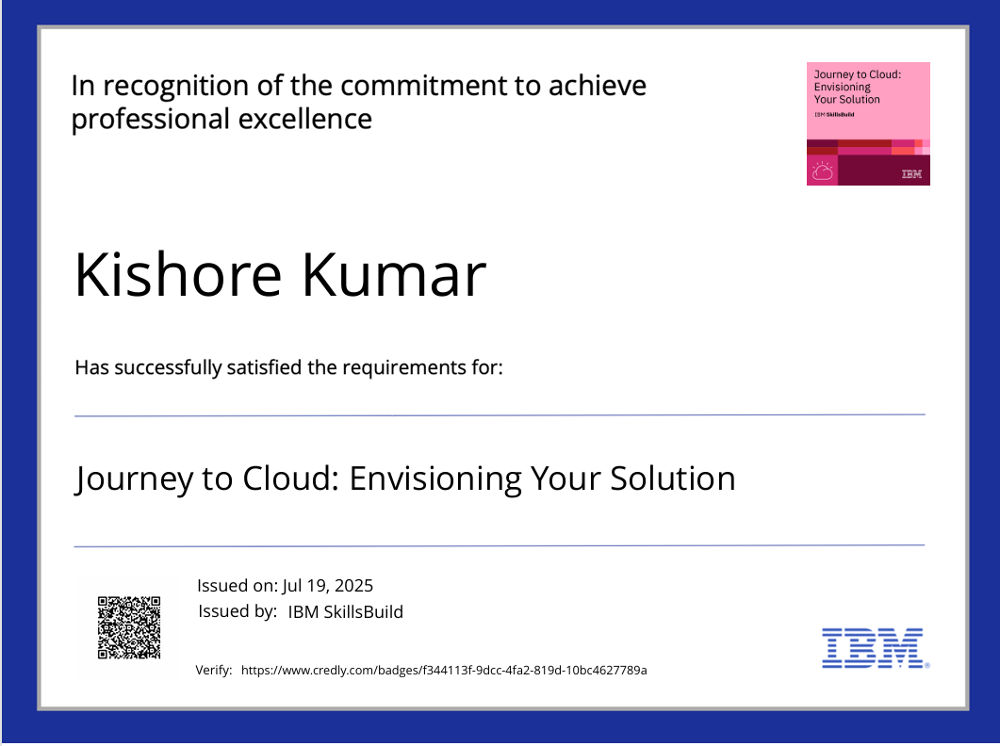 In recognition of the commitment to achieve
professional excellence
Journey to Cloud:
Envisioning
Your Solution
IBM SkillsBuild
IBM
Kishore Kumar
Has successfully satisfied the requirements for:
Journey to Cloud: Envisioning Your Solution
Issued on: Jul 19, 2025
Issued by: IBM SkillsBuild
Verify: https://www.credly.com/badges/f344113f-9dcc-4fa2-819d-10bc4627789a
IBM®